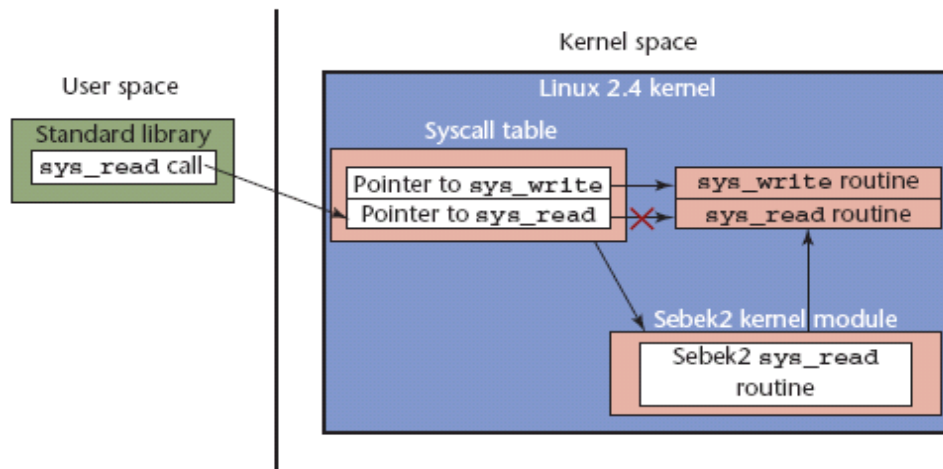 Kernel space
User space
Linux 2.4 kernel
Standard library
sys_read call
Syscall table
Pointer to sys_write
Pointer to sys_read
sys_write routine
sys_read routine
Sebek2 kernel module
Sebek2 sys_read
routine